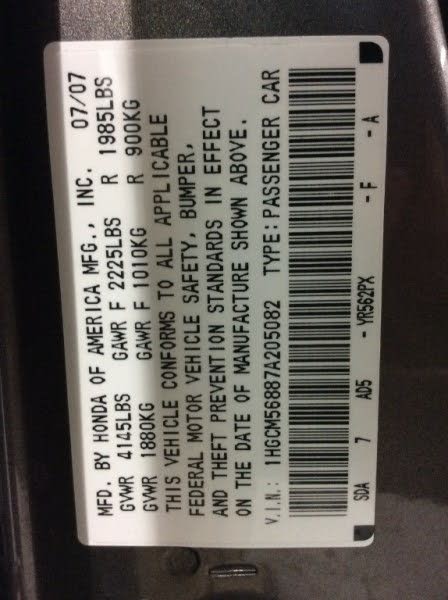 MFD. BY HONDA OF AMERICA MFG., INC. 07/07
GVWR 4145LBS GAWR F 2225LBS R 1985LBS
GVWR 1880KG GAWR F 1010KG R 900KG
THIS VEHICLE CONFORMS TO ALL APPLICABLE
FEDERAL MOTOR VEHICLE SAFETY, BUMPER,
AND THEFT PREVENTION STANDARDS IN EFFECT
ON THE DATE OF MANUFACTURE SHOWN ABOVE.
V.I.N.: 1HGCM56887A205082 TYPE: PASSENGER CAR
SDA 7 AD5 - YR562PX - F - A